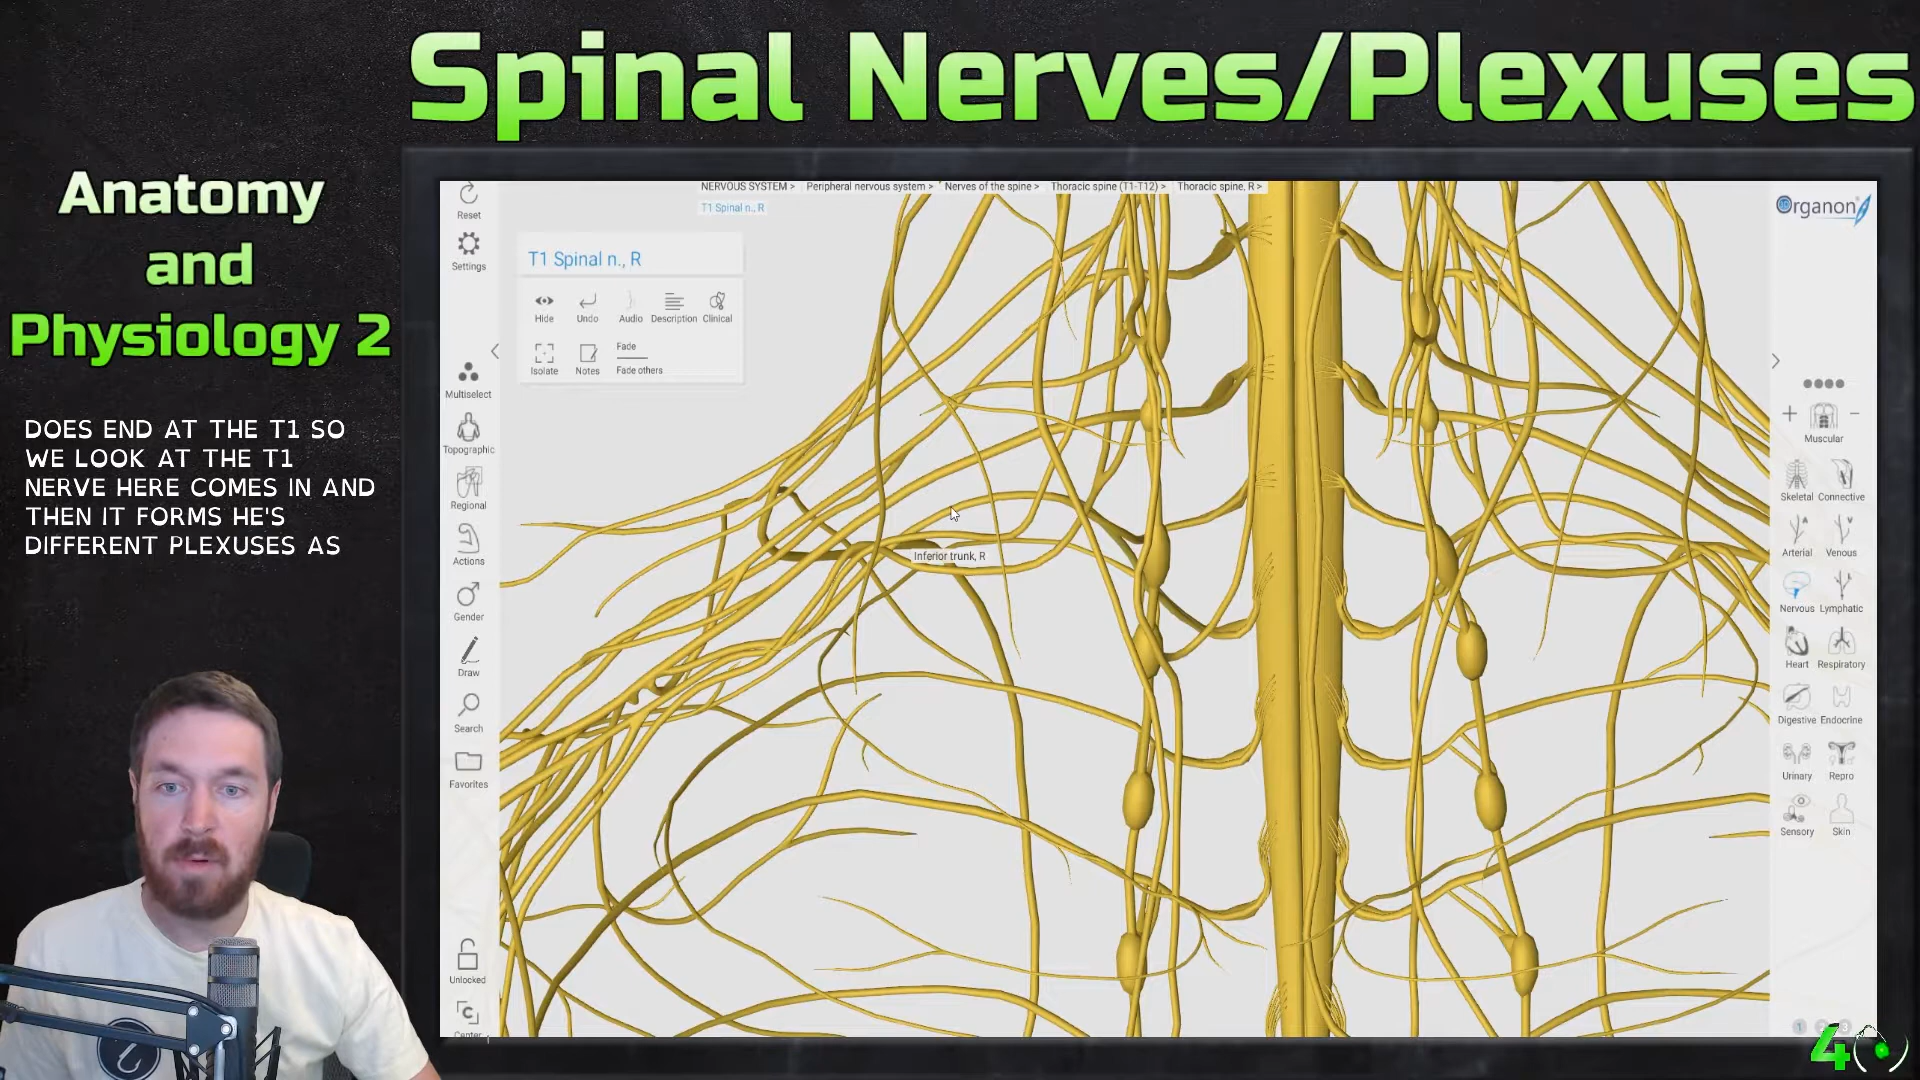 Spinal Nerves/Plexuses
Anatomy
and
Physiology 2
DOES END AT THE T1 SO
WE LOOK AT THE T1
NERVE HERE COMES IN AND
THEN IT FORMS HE'S
DIFFERENT PLEXUSES AS
NERVOUS SYSTEM > Peripheral nervous system > Nerves of the spine > Thoracic spine (T1-T12) > Thoracic spine, R >
T1 Spinal n., R
T1 Spinal n., R
Hide Undo Audio Description Clinical
Isolate Notes Fade
Fade others
Reset
Settings
Multiselect
Topographic
Regional
Actions
Gender
Draw
Search
Favorites
Unlocked
Center
Inferior trunk, R
Organon
Muscular
Skeletal Connective
Arterial Venous
Nervous Lymphatic
Heart Respiratory
Digestive Endocrine
Urinary Repro
Sensory Skin
1
4